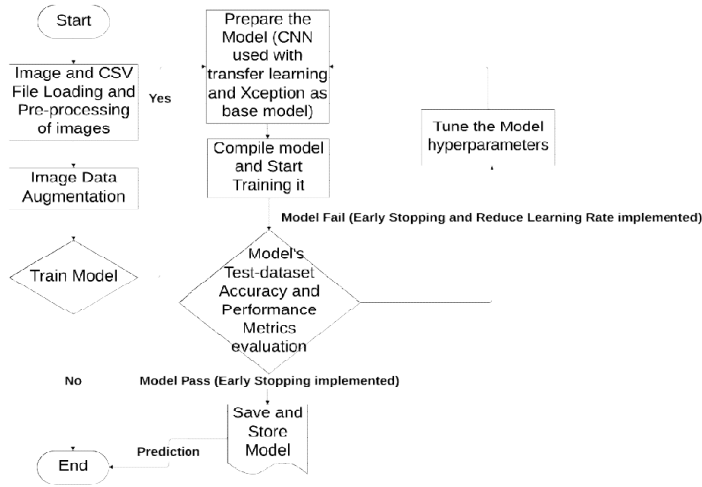 Start
Image and CSV
File Loading and
Pre-processing
of images
Image Data
Augmentation
Train Model
Yes
No
Prepare the
Model (CNN
used with
transfer learning
and Xception as
base model)
Compile model
and Start
Training it
Model Fail (Early Stopping and Reduce Learning Rate implemented)
Tune the Model
hyperparameters
Model's
Test-dataset
Accuracy and
Performance
Metrics
evaluation
Model Pass (Early Stopping implemented)
Save and
Store
Model
Prediction
End